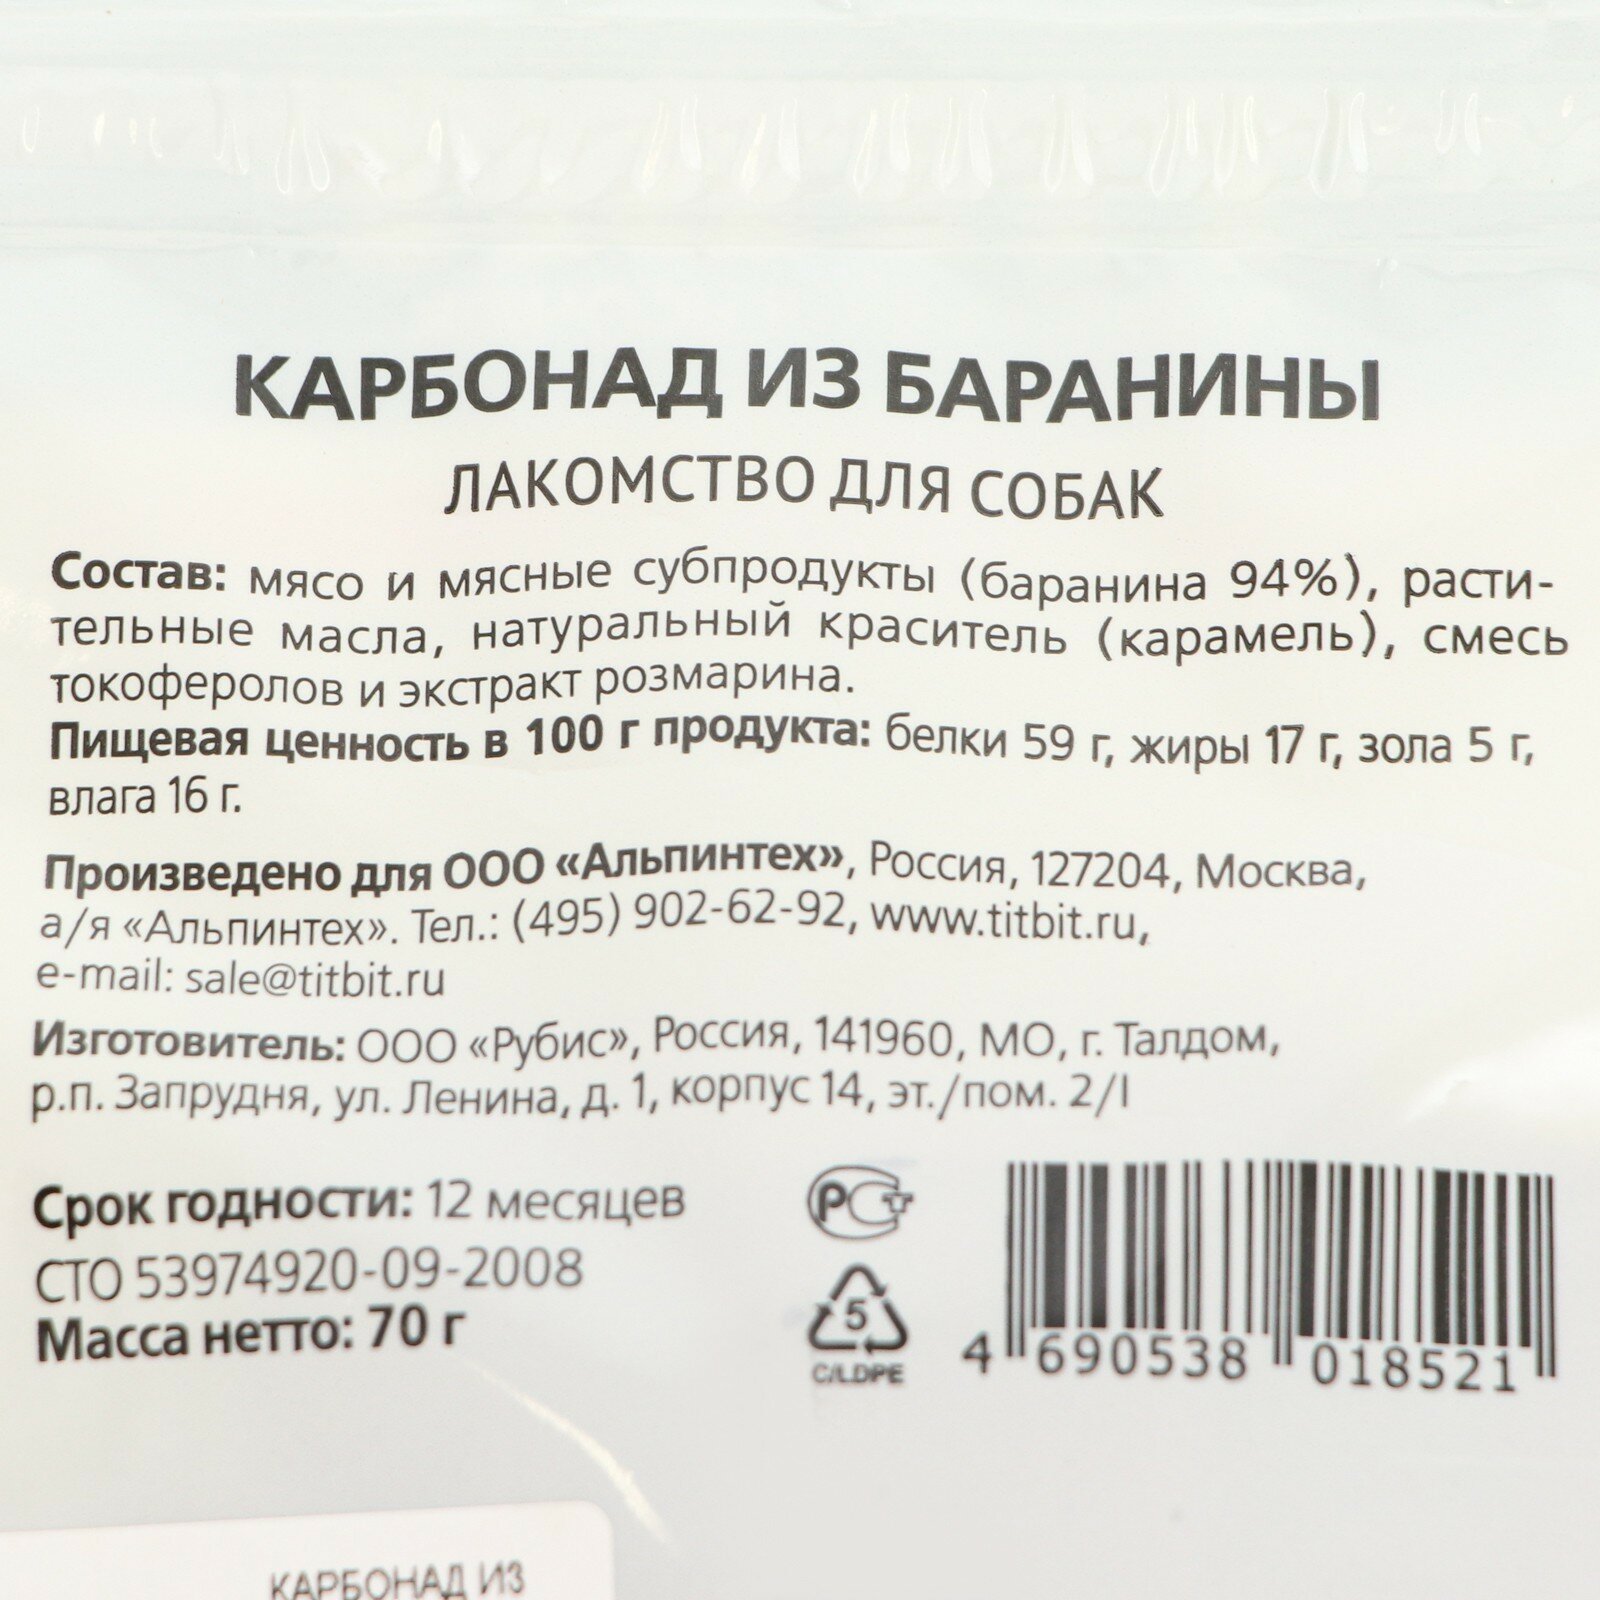 КАРБОНАД ИЗ БАРАНИНЫ
ЛАКОМСТВО ДЛЯ СОБАК
Состав: мясо и мясные субпродукты (баранина 94%), расти-
тельные масла, натуральный краситель (карамель), смесь
токоферолов и экстракт розмарина.
Пищевая ценность в 100 г продукта: белки 59 г, жиры 17 г, зола 5 г,
влага 16 г.
Произведено для ООО «Альпинтех», Россия, 127204, Москва,
а/я «Альпинтех». Тел.: (495) 902-62-92, www.titbit.ru,
e-mail: sale@titbit.ru
Изготовитель: ООО «Рубис», Россия, 141960, МО, г. Талдом,
р.п. Запрудня, ул. Ленина, д. 1, корпус 14, эт./пом. 2/I
Срок годности: 12 месяцев
СТО 53974920-09-2008
Масса нетто: 70 г
РСТ
5
C/LDPE
4 690538 018521
КАРБОНАД ИЗ